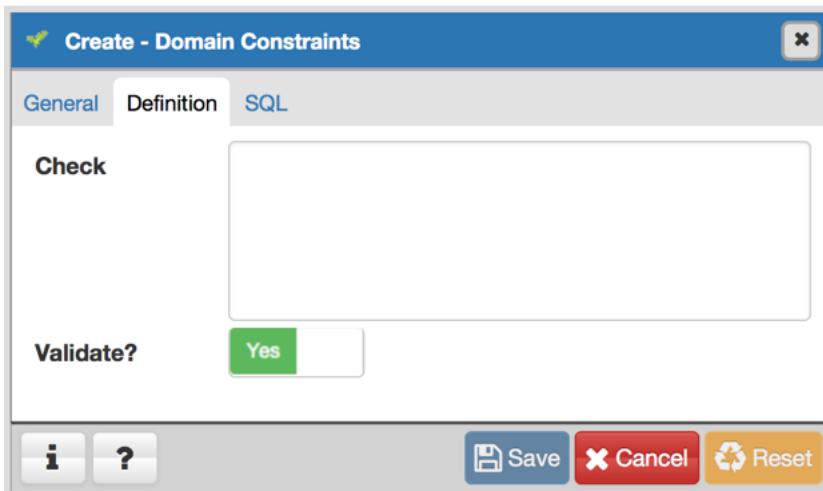 Create - Domain Constraints
General Definition SQL
Check
Validate? Yes
i ? Save Cancel Reset